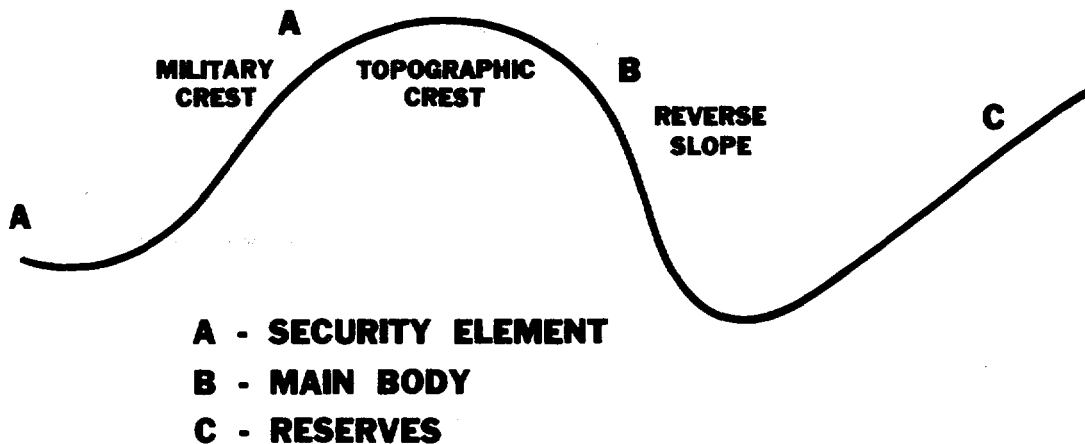 A
MILITARY
CREST
TOPOGRAPHIC
CREST
B
REVERSE
SLOPE
C
A
A - SECURITY ELEMENT
B - MAIN BODY
C - RESERVES